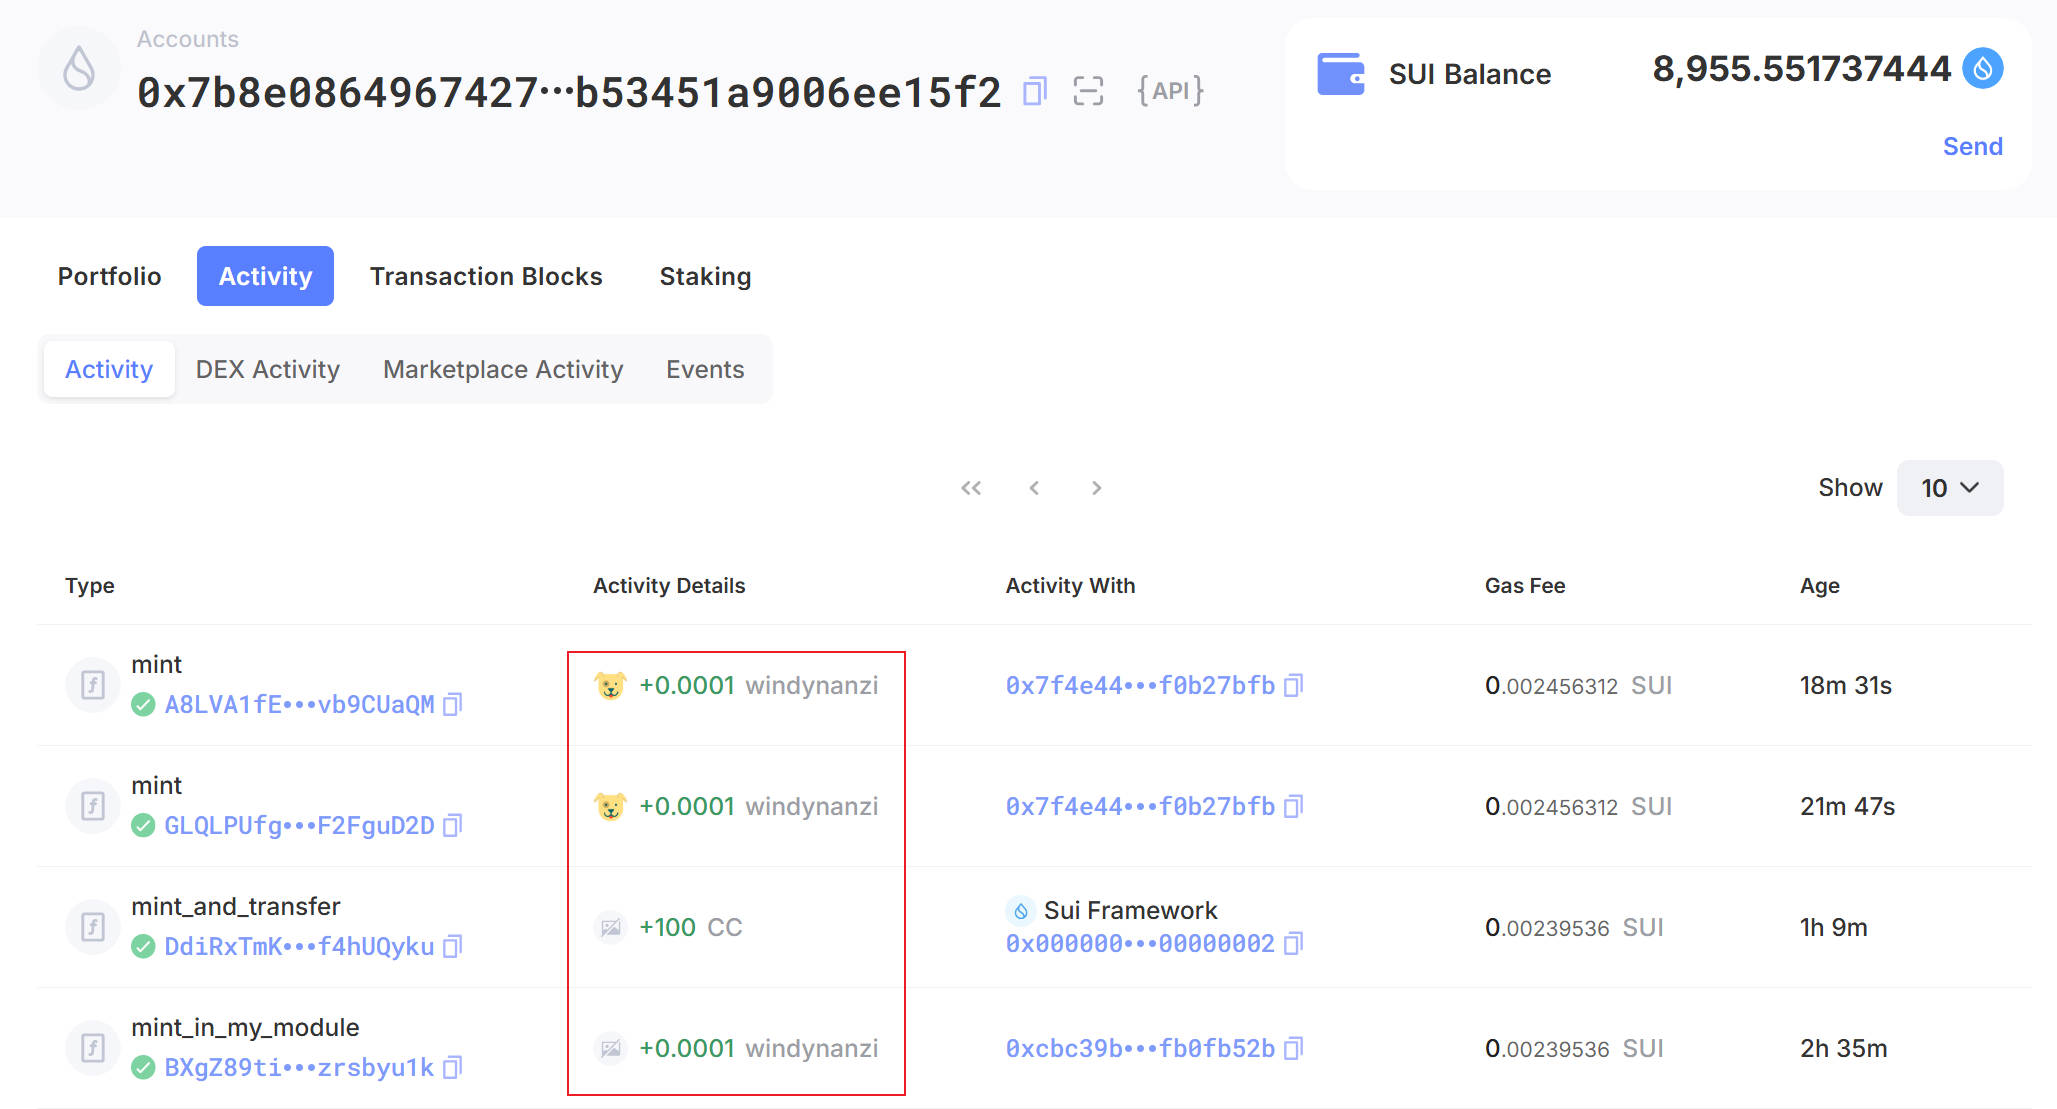 Accounts
0x7b8e0864967427···b53451a9006ee15f2 {API}
SUI Balance 8,955.551737444
Send
Portfolio Activity Transaction Blocks Staking
Activity DEX Activity Marketplace Activity Events
Show 10
Type Activity Details Activity With Gas Fee Age
mint
A8LVA1fE•••vb9CUaQM
+0.0001 windynanzi 0x7f4e44•••f0b27bfb 0.002456312 SUI 18m 31s
mint
GLQLPUfg•••F2FguD2D
+0.0001 windynanzi 0x7f4e44•••f0b27bfb 0.002456312 SUI 21m 47s
mint_and_transfer
DdiRxTmK•••f4hUQyku
+100 CC
Sui Framework
0x000000•••00000002
0.00239536 SUI 1h 9m
mint_in_my_module
BXgZ89ti•••zrsbyu1k
+0.0001 windynanzi 0xcbc39b•••fb0fb52b 0.00239536 SUI 2h 35m